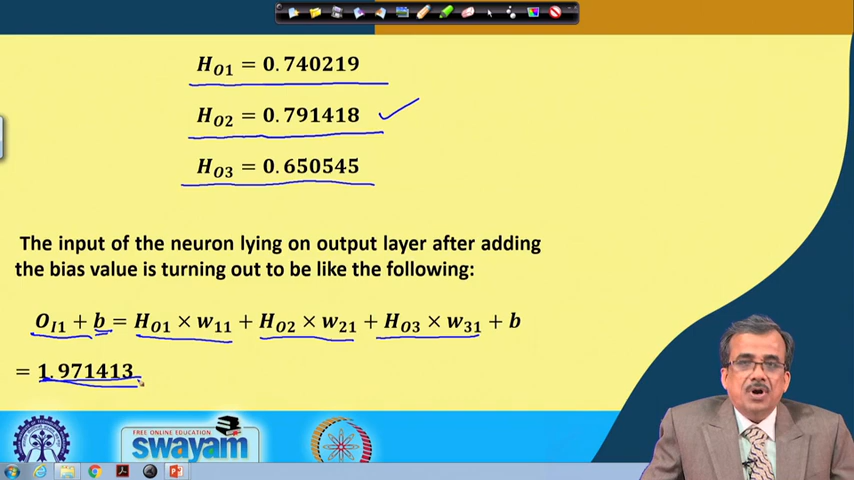 H_O1 = 0.740219
H_O2 = 0.791418
H_O3 = 0.650545
The input of the neuron lying on output layer after adding
the bias value is turning out to be like the following:
O_I1 + b = H_O1 × w_11 + H_O2 × w_21 + H_O3 × w_31 + b
= 1.971413
FREE ONLINE EDUCATION
swayam